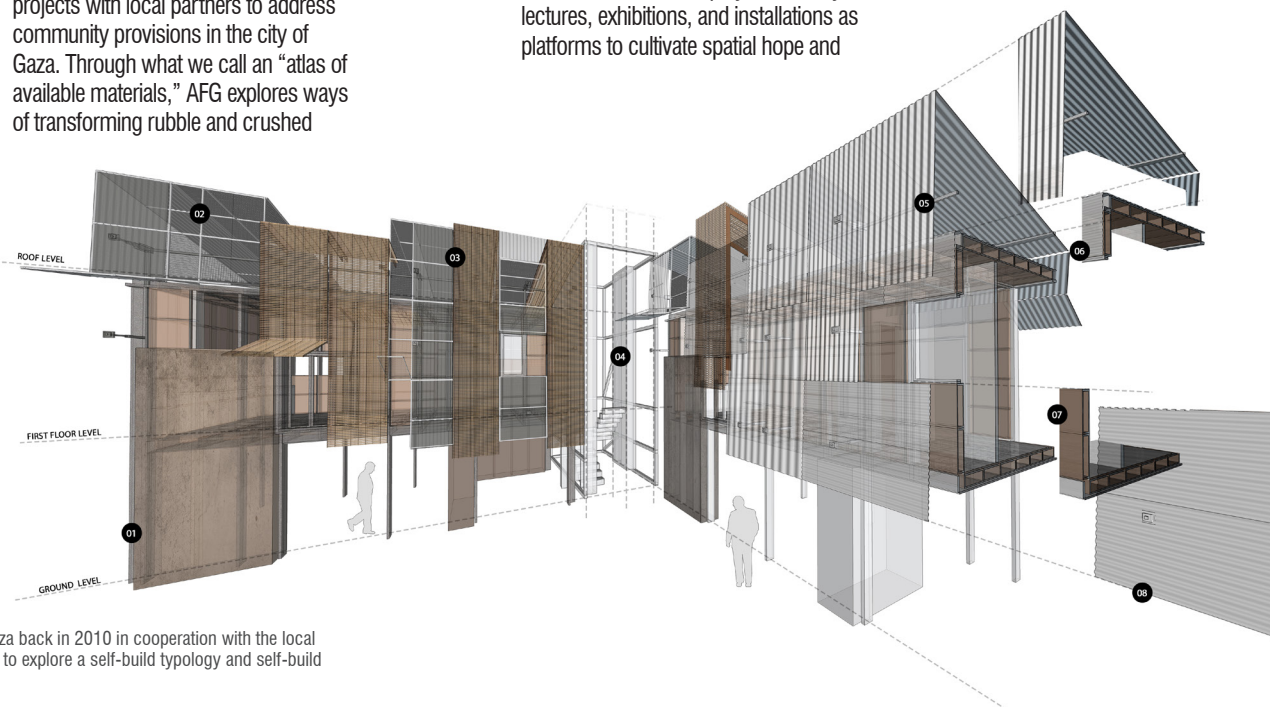 projects with local partners to address
community provisions in the city of
Gaza. Through what we call an “atlas of
available materials,” AFG explores ways
of transforming rubble and crushed
lectures, exhibitions, and installations as
platforms to cultivate spatial hope and
02
03
04
05
06
07
08
01
ROOF LEVEL
FIRST FLOOR LEVEL
GROUND LEVEL
za back in 2010 in cooperation with the local
to explore a self-build typology and self-build